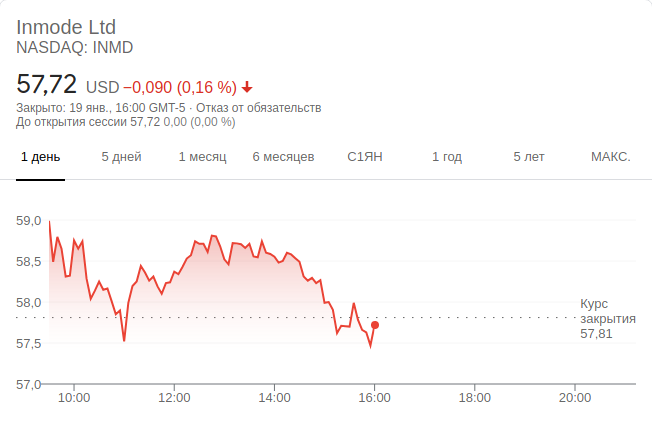 Inmode Ltd
NASDAQ: INMD
57,72 USD −0,090 (0,16 %)
Закрыто: 19 янв., 16:00 GMT-5 · Отказ от обязательств
До открытия сессии 57,72 0,00 (0,00 %)
1 день 5 дней 1 месяц 6 месяцев С1ЯН 1 год 5 лет МАКС.
59,0
58,5
58,0
Курс
закрытия
57,81
57,5
57,0
10:00 12:00 14:00 16:00 18:00 20:00